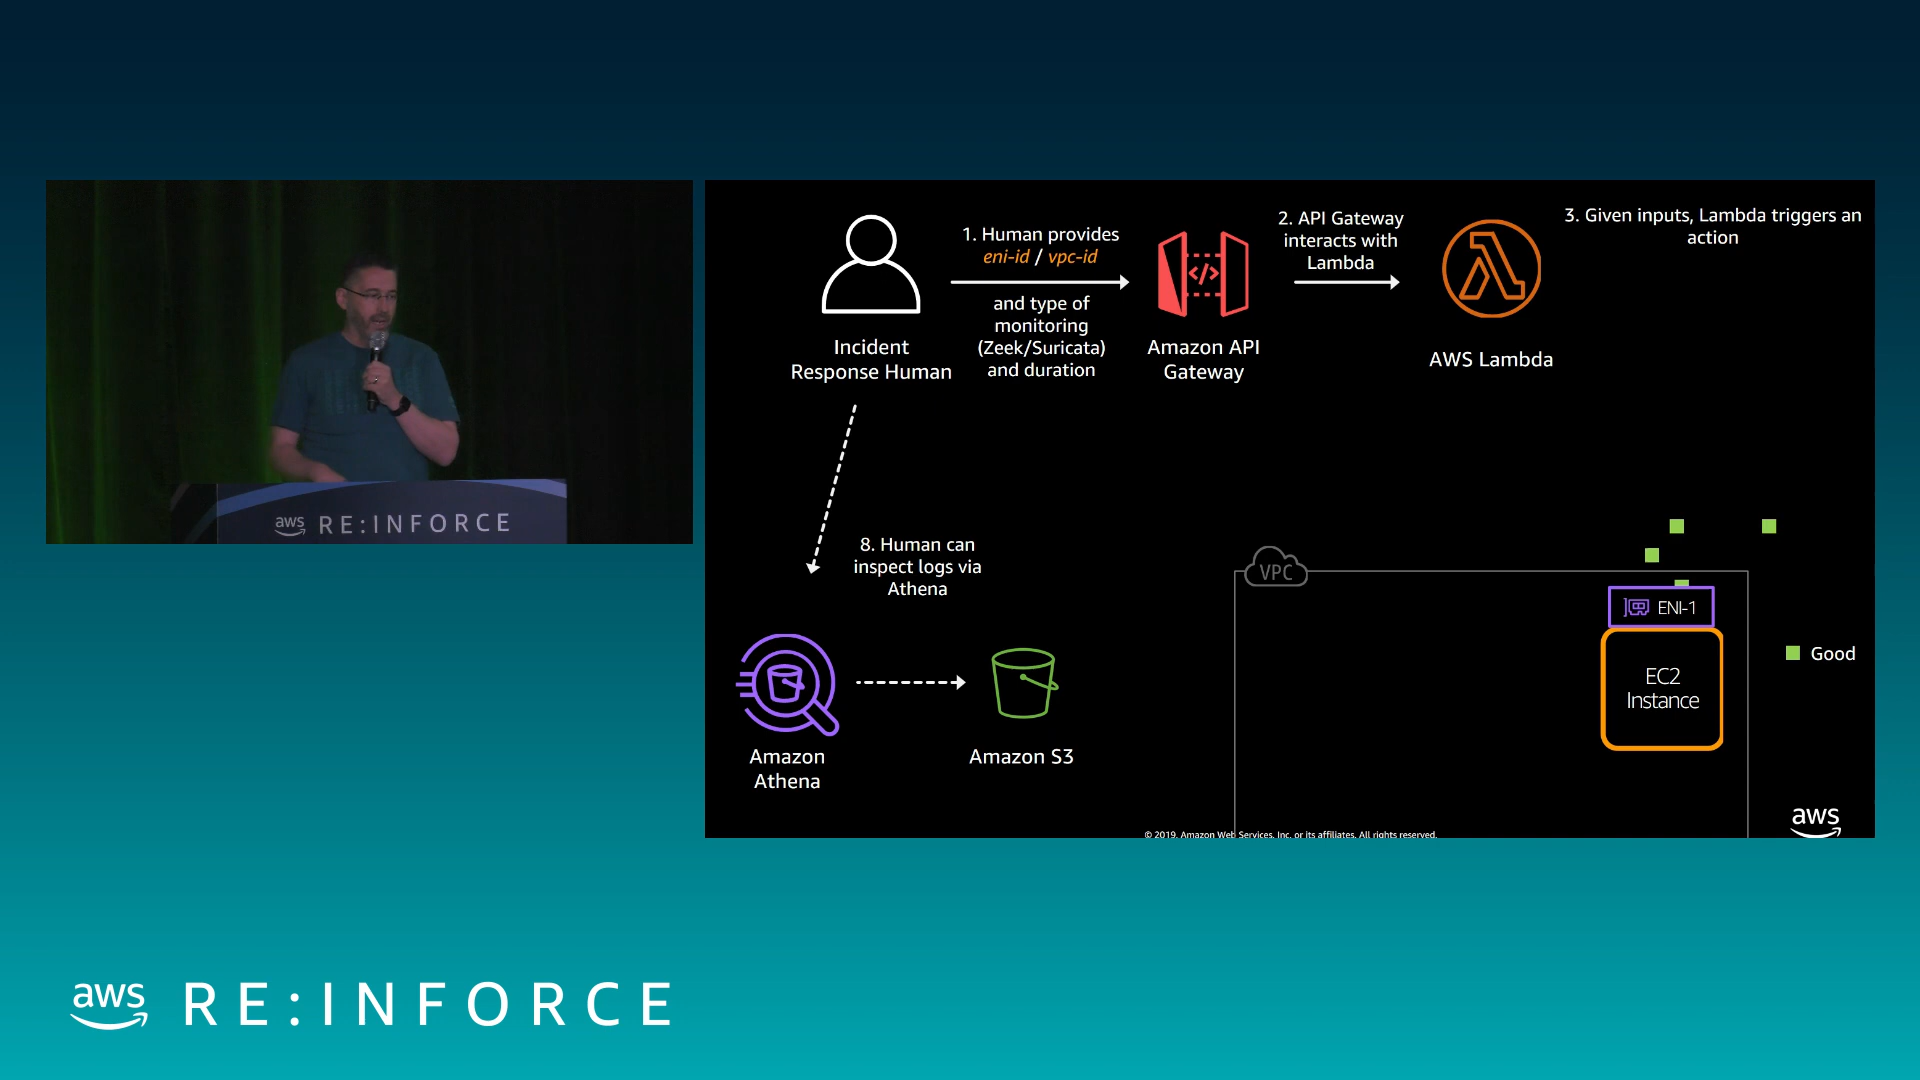 aws RE:INFORCE
1. Human provides
eni-id / vpc-id
and type of
monitoring
(Zeek/Suricata)
and duration
2. API Gateway
interacts with
Lambda
3. Given inputs, Lambda triggers an
action
Incident
Response Human
Amazon API
Gateway
AWS Lambda
8. Human can
inspect logs via
Athena
VPC
ENI-1
EC2
Instance
Good
Amazon
Athena
Amazon S3
© 2019, Amazon Web Services, Inc. or its affiliates. All rights reserved.
aws
aws RE:INFORCE